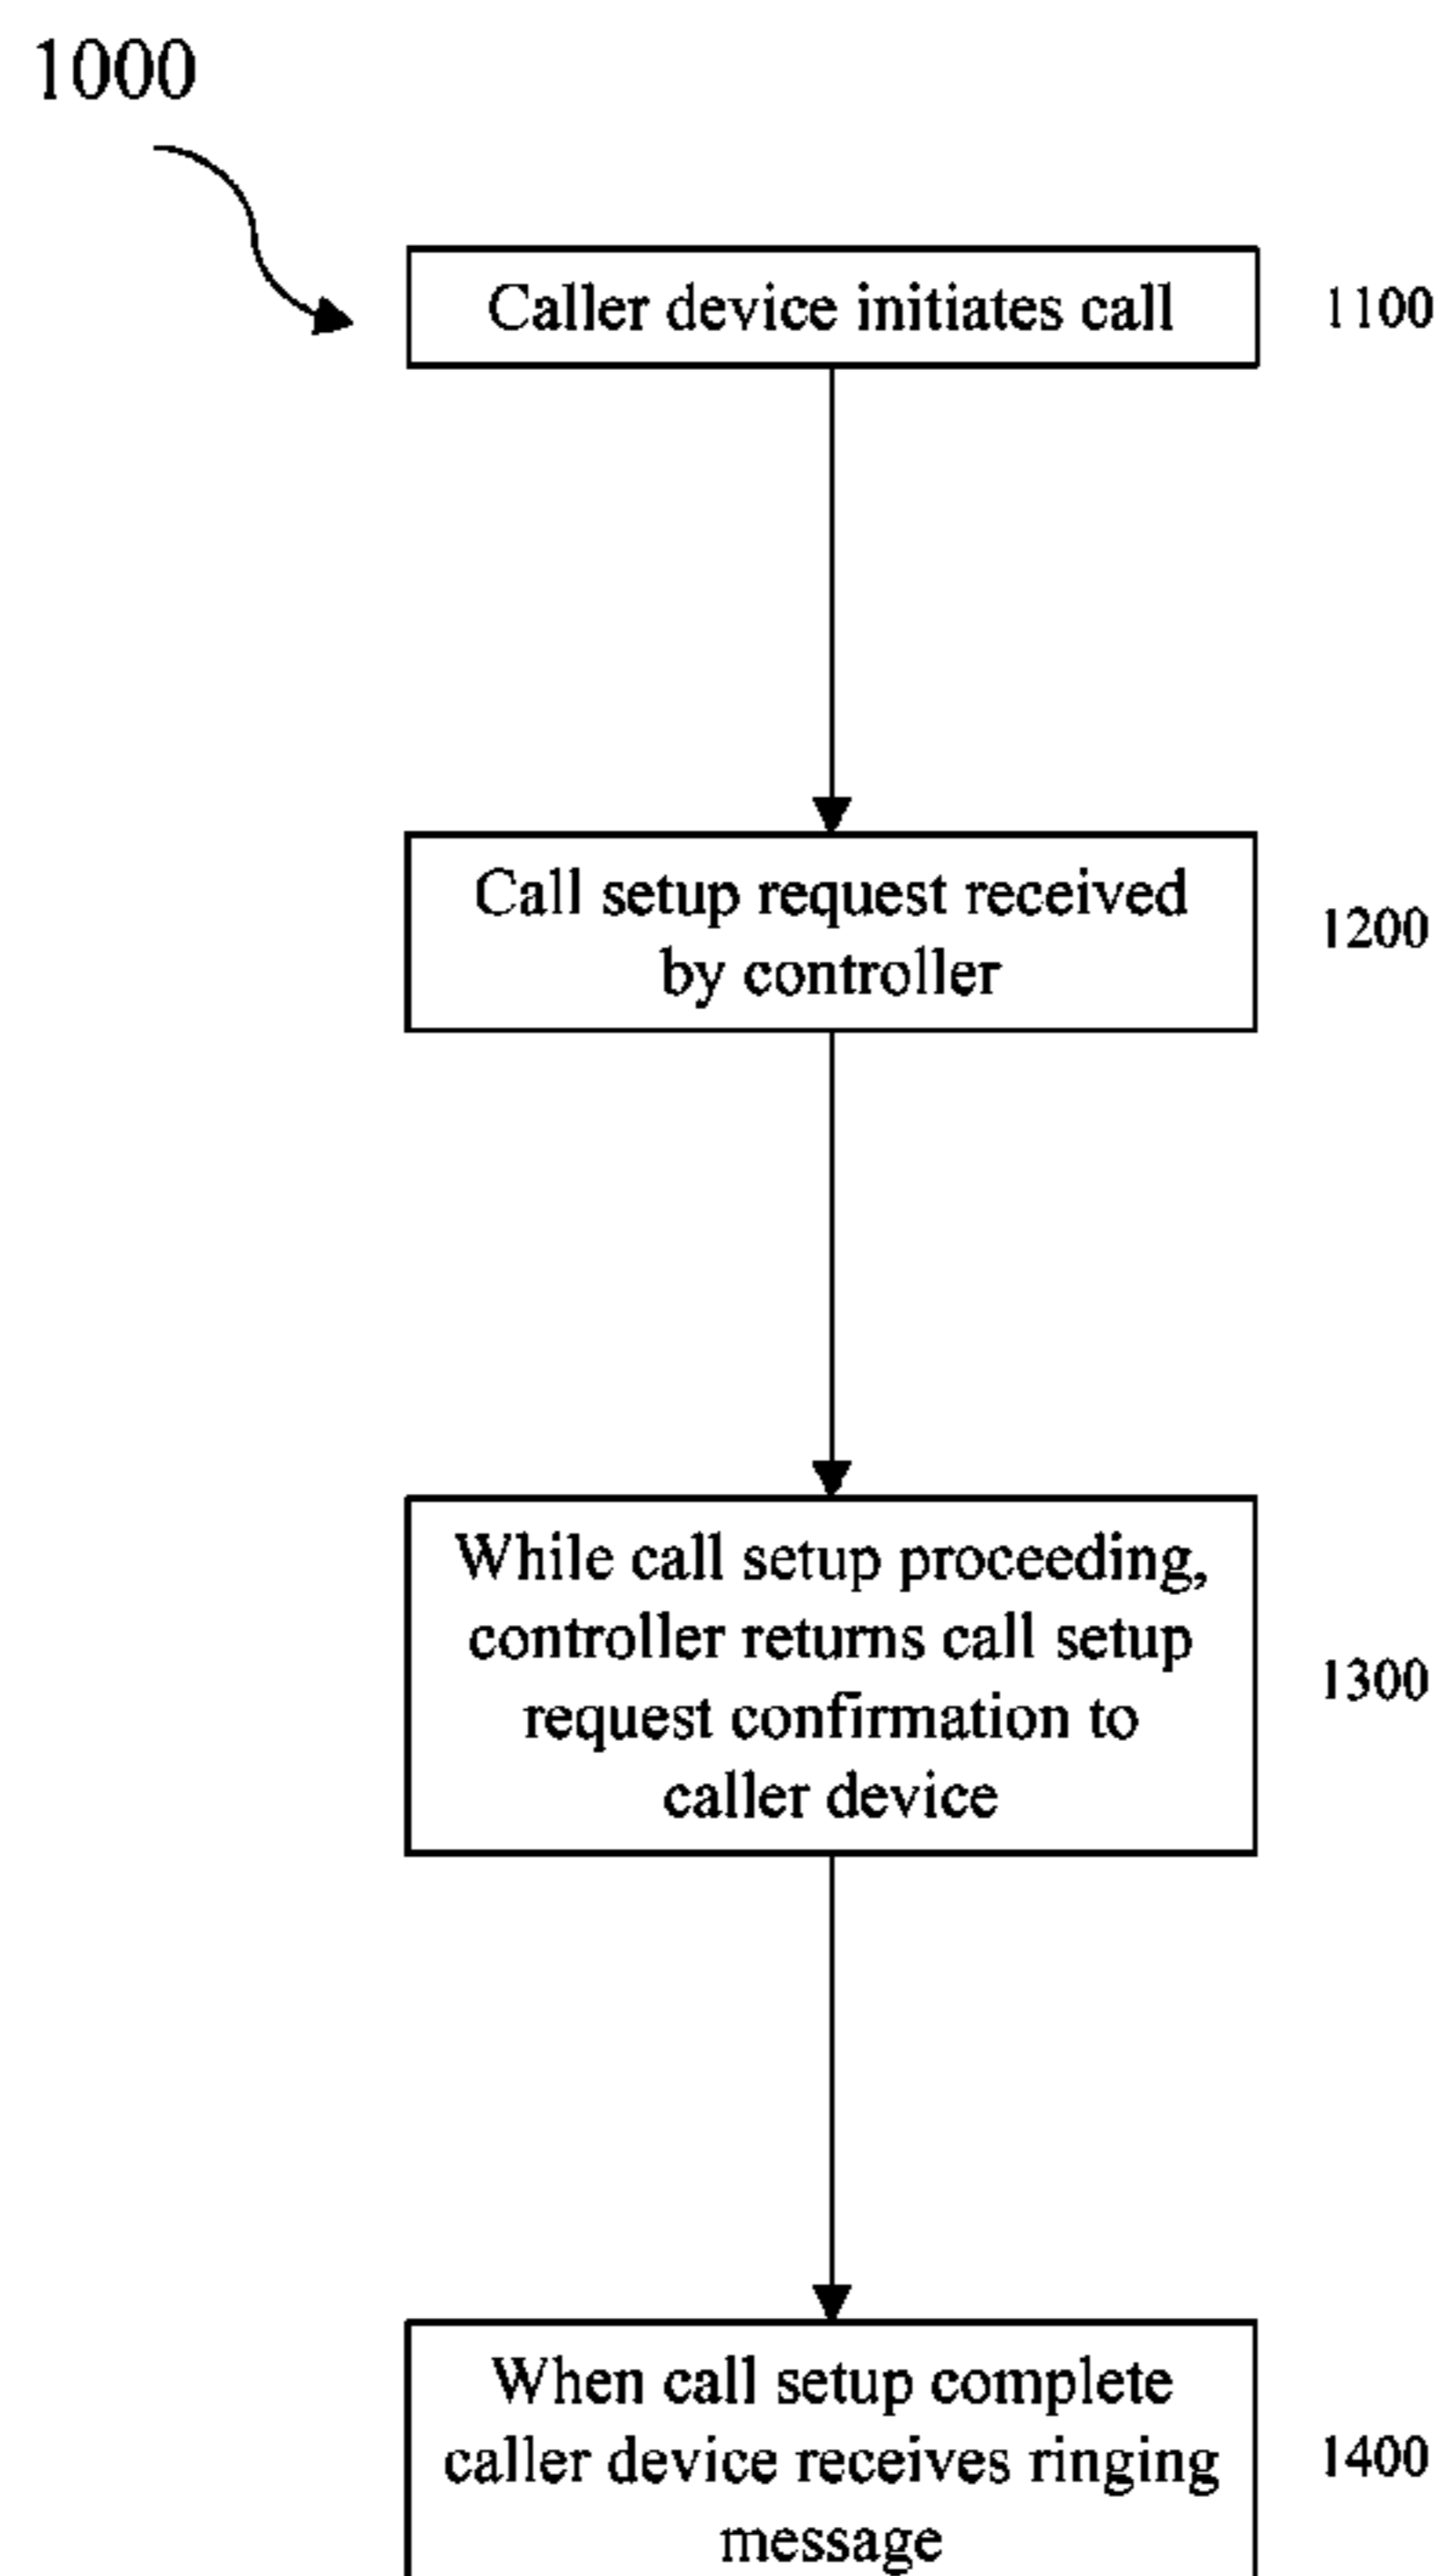 1000
Caller device initiates call
1100
Call setup request received
by controller
1200
While call setup proceeding,
controller returns call setup
request confirmation to
caller device
1300
When call setup complete
caller device receives ringing
message
1400